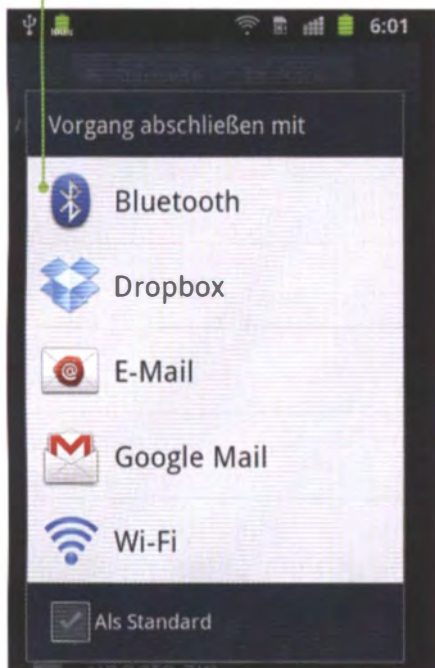 6:01
Vorgang abschließen mit
Bluetooth
Dropbox
E-Mail
Google Mail
Wi-Fi
Als Standard